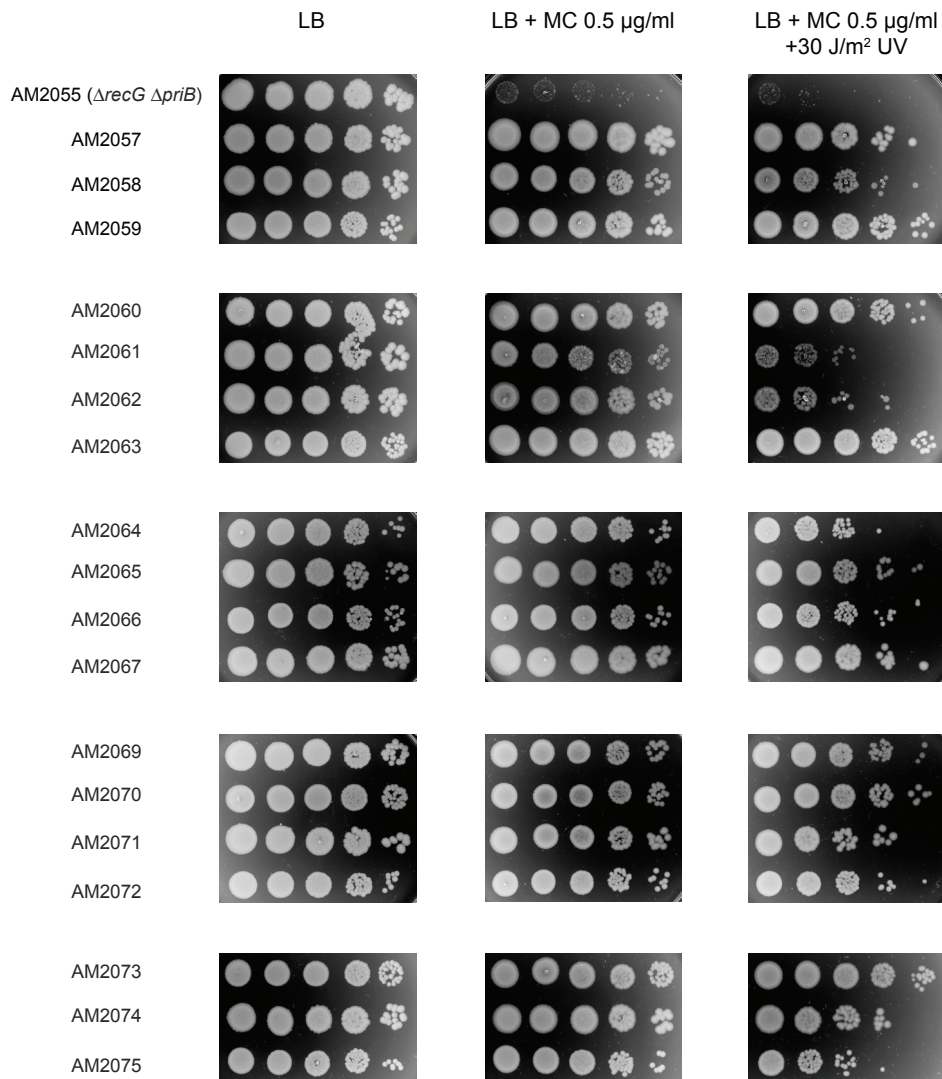 LB
LB + MC 0.5 µg/ml
LB + MC 0.5 µg/ml
+30 J/m² UV
AM2055 (ΔrecG ΔpriB)
AM2057
AM2058
AM2059
AM2060
AM2061
AM2062
AM2063
AM2064
AM2065
AM2066
AM2067
AM2069
AM2070
AM2071
AM2072
AM2073
AM2074
AM2075